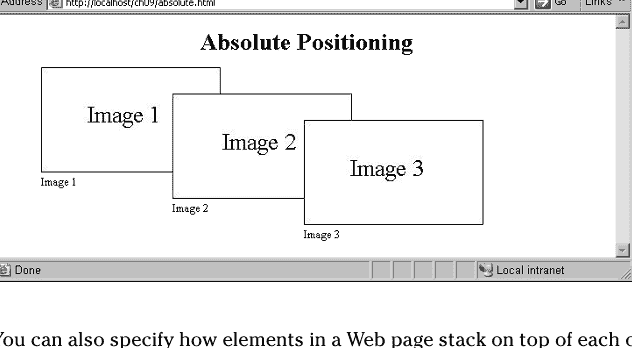 Address http://localhost/ch09/absolute.html Go Links
Absolute Positioning
Image 1
Image 2
Image 3
Image 1
Image 2
Image 3
Done Local intranet
You can also specify how elements in a Web page stack on top of each